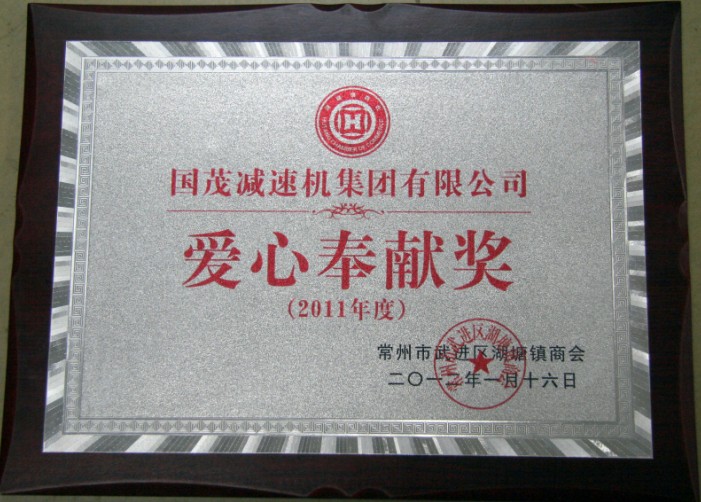 国茂减速机集团有限公司
爱心奉献奖
(2011年度)
常州市武进区湖塘镇商会
二〇一二年一月十六日